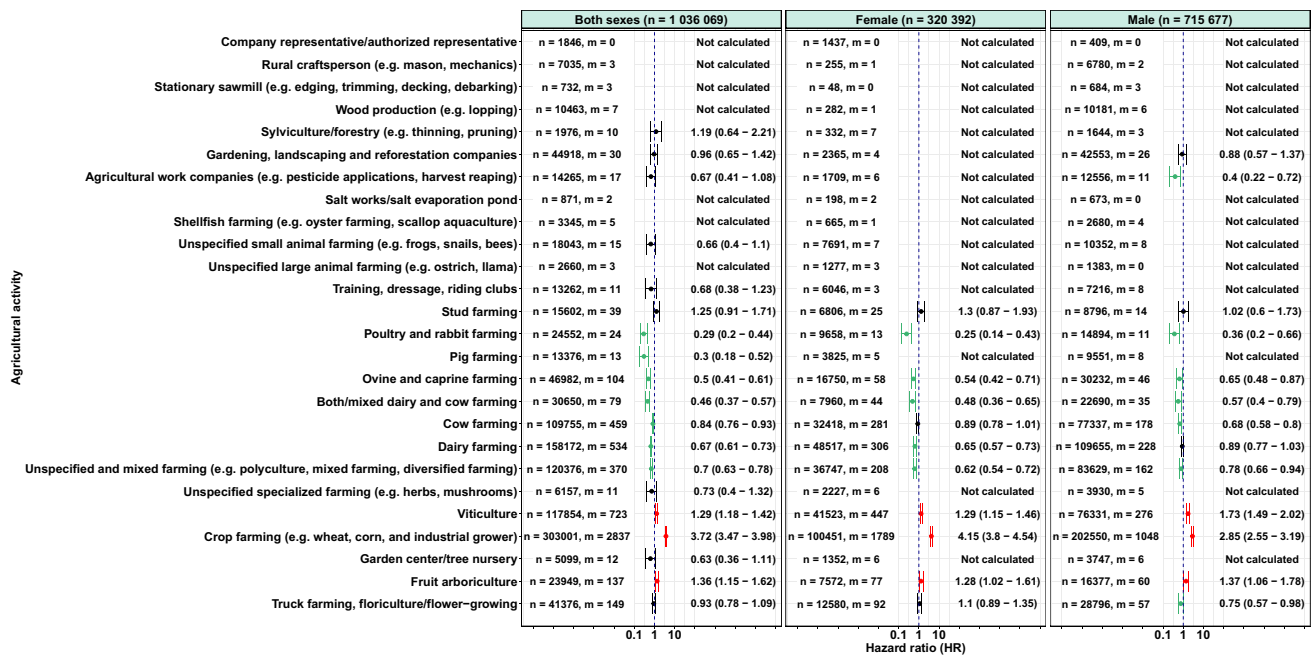 Both sexes (n = 1 036 069) Female (n = 320 392) Male (n = 715 677)
Company representative/authorized representative n = 1846, m = 0 Not calculated n = 1437, m = 0 Not calculated n = 409, m = 0 Not calculated
Rural craftsperson (e.g. mason, mechanics) n = 7035, m = 3 Not calculated n = 255, m = 1 Not calculated n = 6780, m = 2 Not calculated
Stationary sawmill (e.g. edging, trimming, decking, debarking) n = 732, m = 3 Not calculated n = 48, m = 0 Not calculated n = 684, m = 3 Not calculated
Wood production (e.g. lopping) n = 10463, m = 7 Not calculated n = 282, m = 1 Not calculated n = 10181, m = 6 Not calculated
Sylviculture/forestry (e.g. thinning, pruning) n = 1976, m = 10 1.19 (0.64 − 2.21) n = 332, m = 7 Not calculated n = 1644, m = 3 Not calculated
Gardening, landscaping and reforestation companies n = 44918, m = 30 0.96 (0.65 − 1.42) n = 2365, m = 4 Not calculated n = 42553, m = 26 0.88 (0.57 − 1.37)
Agricultural work companies (e.g. pesticide applications, harvest reaping) n = 14265, m = 17 0.67 (0.41 − 1.08) n = 1709, m = 6 Not calculated n = 12556, m = 11 0.4 (0.22 − 0.72)
Salt works/salt evaporation pond n = 871, m = 2 Not calculated n = 198, m = 2 Not calculated n = 673, m = 0 Not calculated
Shellfish farming (e.g. oyster farming, scallop aquaculture) n = 3345, m = 5 Not calculated n = 665, m = 1 Not calculated n = 2680, m = 4 Not calculated
Unspecified small animal farming (e.g. frogs, snails, bees) n = 18043, m = 15 0.66 (0.4 − 1.1) n = 7691, m = 7 Not calculated n = 10352, m = 8 Not calculated
Unspecified large animal farming (e.g. ostrich, llama) n = 2660, m = 3 Not calculated n = 1277, m = 3 Not calculated n = 1383, m = 0 Not calculated
Training, dressage, riding clubs n = 13262, m = 11 0.68 (0.38 − 1.23) n = 6046, m = 3 Not calculated n = 7216, m = 8 Not calculated
Stud farming n = 15602, m = 39 1.25 (0.91 − 1.71) n = 6806, m = 25 1.3 (0.87 − 1.93) n = 8796, m = 14 1.02 (0.6 − 1.73)
Poultry and rabbit farming n = 24552, m = 24 0.29 (0.2 − 0.44) n = 9658, m = 13 0.25 (0.14 − 0.43) n = 14894, m = 11 0.36 (0.2 − 0.66)
Pig farming n = 13376, m = 13 0.3 (0.18 − 0.52) n = 3825, m = 5 Not calculated n = 9551, m = 8 Not calculated
Ovine and caprine farming n = 46982, m = 104 0.5 (0.41 − 0.61) n = 16750, m = 58 0.54 (0.42 − 0.71) n = 30232, m = 46 0.65 (0.48 − 0.87)
Both/mixed dairy and cow farming n = 30650, m = 79 0.46 (0.37 − 0.57) n = 7960, m = 44 0.48 (0.36 − 0.65) n = 22690, m = 35 0.57 (0.4 − 0.79)
Cow farming n = 109755, m = 459 0.84 (0.76 − 0.93) n = 32418, m = 281 0.89 (0.78 − 1.01) n = 77337, m = 178 0.68 (0.58 − 0.8)
Dairy farming n = 158172, m = 534 0.67 (0.61 − 0.73) n = 48517, m = 306 0.65 (0.57 − 0.73) n = 109655, m = 228 0.89 (0.77 − 1.03)
Unspecified and mixed farming (e.g. polyculture, mixed farming, diversified farming) n = 120376, m = 370 0.7 (0.63 − 0.78) n = 36747, m = 208 0.62 (0.54 − 0.72) n = 83629, m = 162 0.78 (0.66 − 0.94)
Unspecified specialized farming (e.g. herbs, mushrooms) n = 6157, m = 11 0.73 (0.4 − 1.32) n = 2227, m = 6 Not calculated n = 3930, m = 5 Not calculated
Viticulture n = 117854, m = 723 1.29 (1.18 − 1.42) n = 41523, m = 447 1.29 (1.15 − 1.46) n = 76331, m = 276 1.73 (1.49 − 2.02)
Crop farming (e.g. wheat, corn, and industrial grower) n = 303001, m = 2837 3.72 (3.47 − 3.98) n = 100451, m = 1789 4.15 (3.8 − 4.54) n = 202550, m = 1048 2.85 (2.55 − 3.19)
Garden center/tree nursery n = 5099, m = 12 0.63 (0.36 − 1.11) n = 1352, m = 6 Not calculated n = 3747, m = 6 Not calculated
Fruit arboriculture n = 23949, m = 137 1.36 (1.15 − 1.62) n = 7572, m = 77 1.28 (1.02 − 1.61) n = 16377, m = 60 1.37 (1.06 − 1.78)
Truck farming, floriculture/flower−growing n = 41376, m = 149 0.93 (0.78 − 1.09) n = 12580, m = 92 1.1 (0.89 − 1.35) n = 28796, m = 57 0.75 (0.57 − 0.98)
0.1 1 10 0.1 1 10 0.1 1 10
Hazard ratio (HR)
Agricultural activity